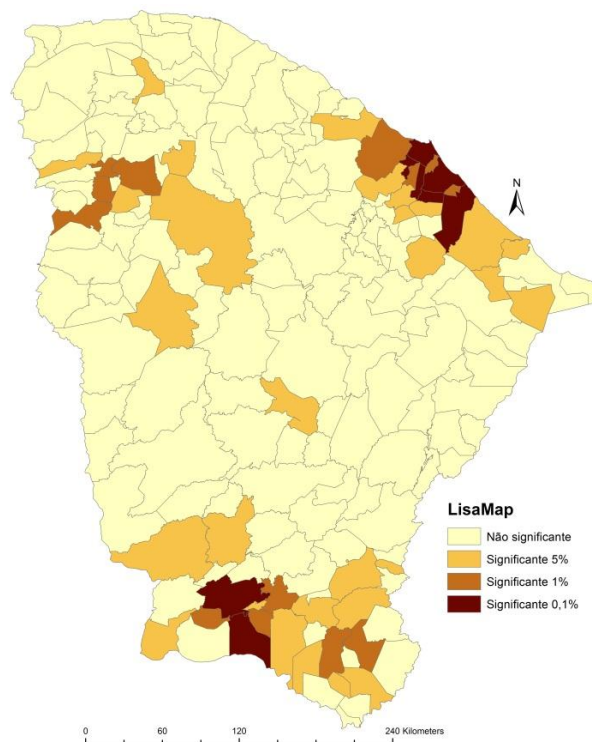 N
LisaMap
Não significante
Significante 5%
Significante 1%
Significante 0,1%
0 60 120 240 Kilometers